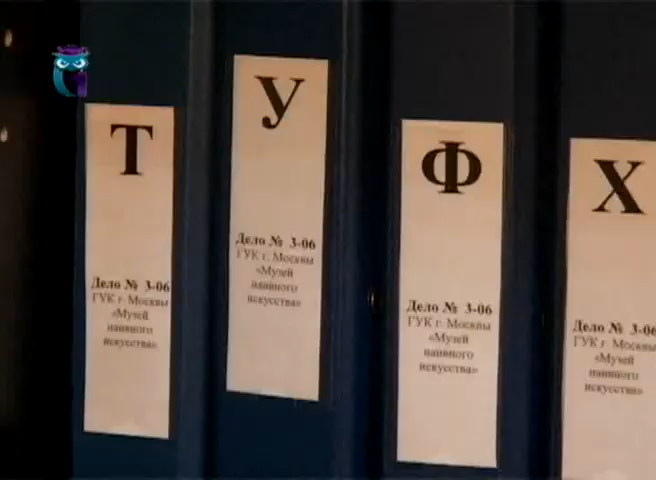 Т
Дело № 3-06
ГУК г. Москвы
«Музей
наивного
искусства»
У
Дело № 3-06
ГУК г. Москвы
«Музей
наивного
искусства»
Ф
Дело № 3-06
ГУК г. Москвы
«Музей
наивного
искусства»
Х
Дело № 3-06
ГУК г. Москвы
«Музей
наивного
искусства»